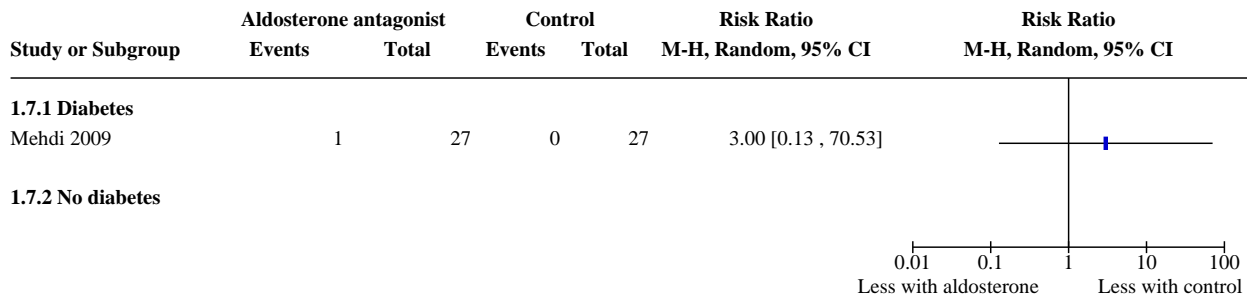 Aldosterone antagonist Control Risk Ratio Risk Ratio
Study or Subgroup Events Total Events Total M-H, Random, 95% CI M-H, Random, 95% CI
1.7.1 Diabetes
Mehdi 2009 1 27 0 27 3.00 [0.13 , 70.53]
1.7.2 No diabetes
0.01 0.1 1 10 100
Less with aldosterone Less with control